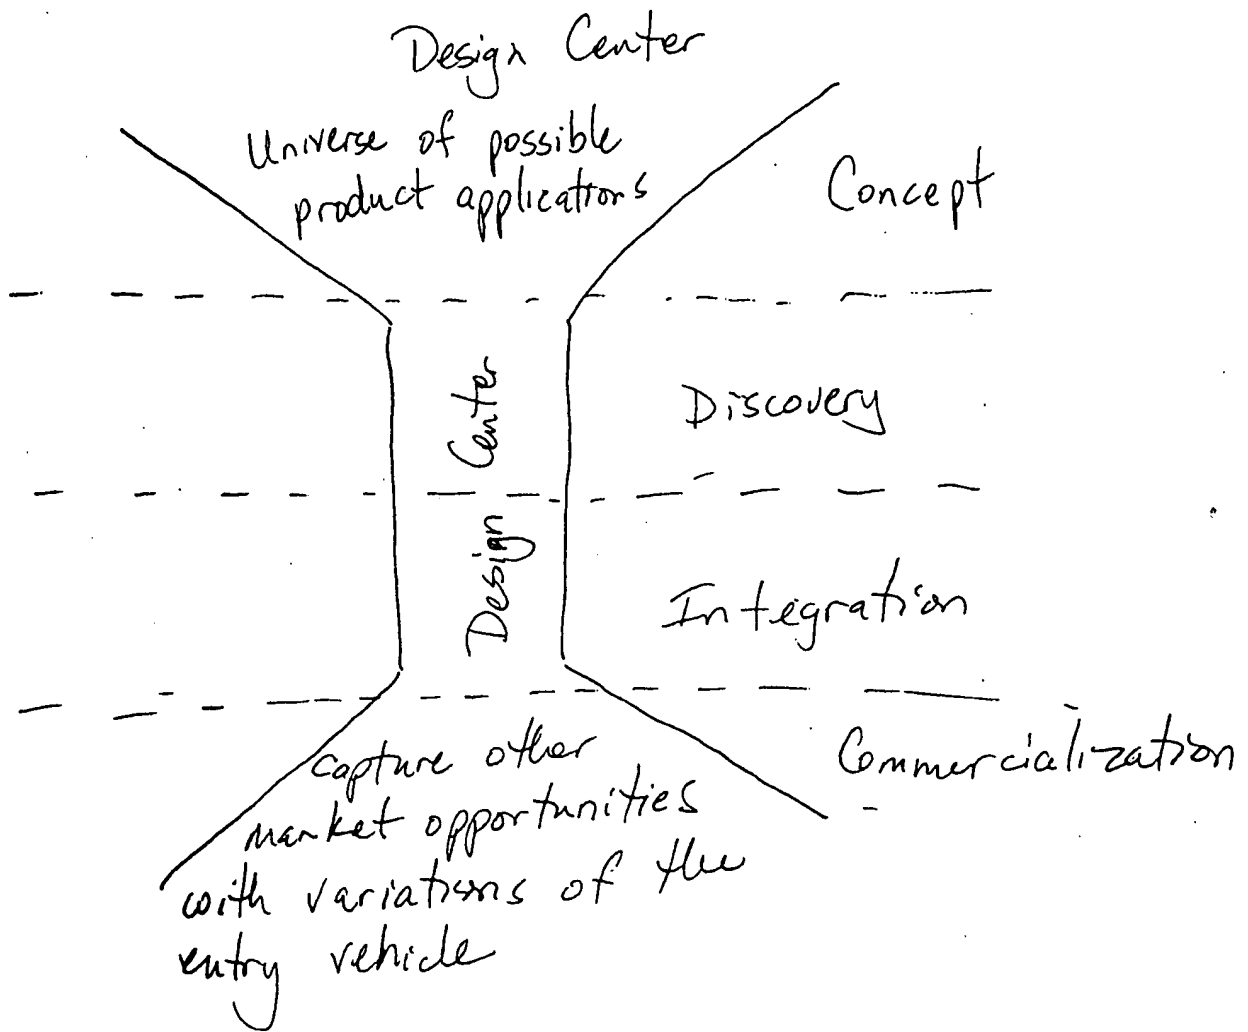 Design Center
Universe of possible
product applications
Concept
Discovery
Design Center
Integration
Commercialization
capture other
market opportunities
with variations of the
entry vehicle